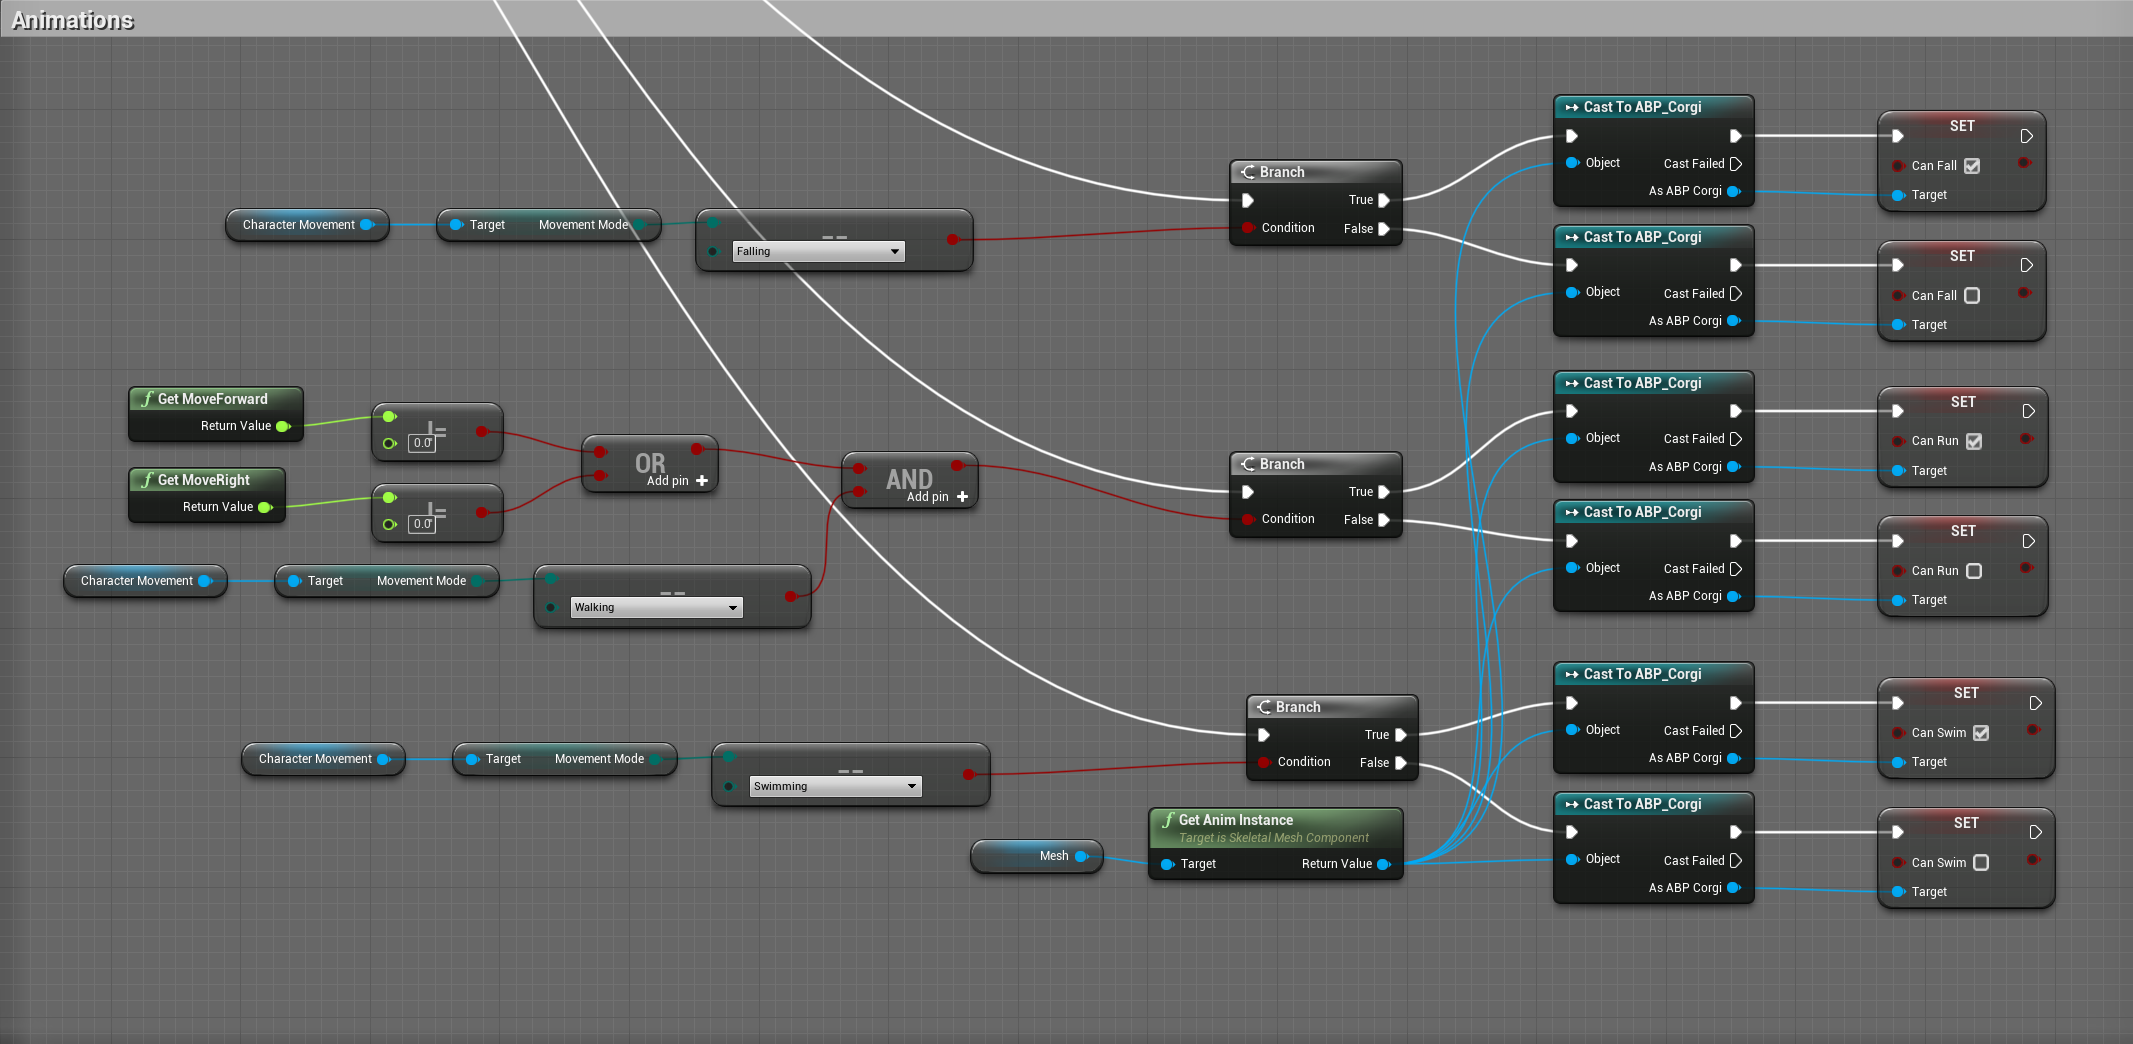 Animations
Cast To ABP_Corgi
Object
Cast Failed
As ABP Corgi
SET
Can Fall
Target
Branch
True
Condition
False
Character Movement
Target
Movement Mode
==
Falling
Cast To ABP_Corgi
Object
Cast Failed
As ABP Corgi
SET
Can Fall
Target
f Get MoveForward
Return Value
!=
0.0
f Get MoveRight
Return Value
!=
0.0
OR
Add pin +
AND
Add pin +
Character Movement
Target
Movement Mode
==
Walking
Branch
True
Condition
False
Cast To ABP_Corgi
Object
Cast Failed
As ABP Corgi
SET
Can Run
Target
Cast To ABP_Corgi
Object
Cast Failed
As ABP Corgi
SET
Can Run
Target
Character Movement
Target
Movement Mode
==
Swimming
Branch
True
Condition
False
Cast To ABP_Corgi
Object
Cast Failed
As ABP Corgi
SET
Can Swim
Target
Mesh
f Get Anim Instance
Target is Skeletal Mesh Component
Target
Return Value
Cast To ABP_Corgi
Object
Cast Failed
As ABP Corgi
SET
Can Swim
Target